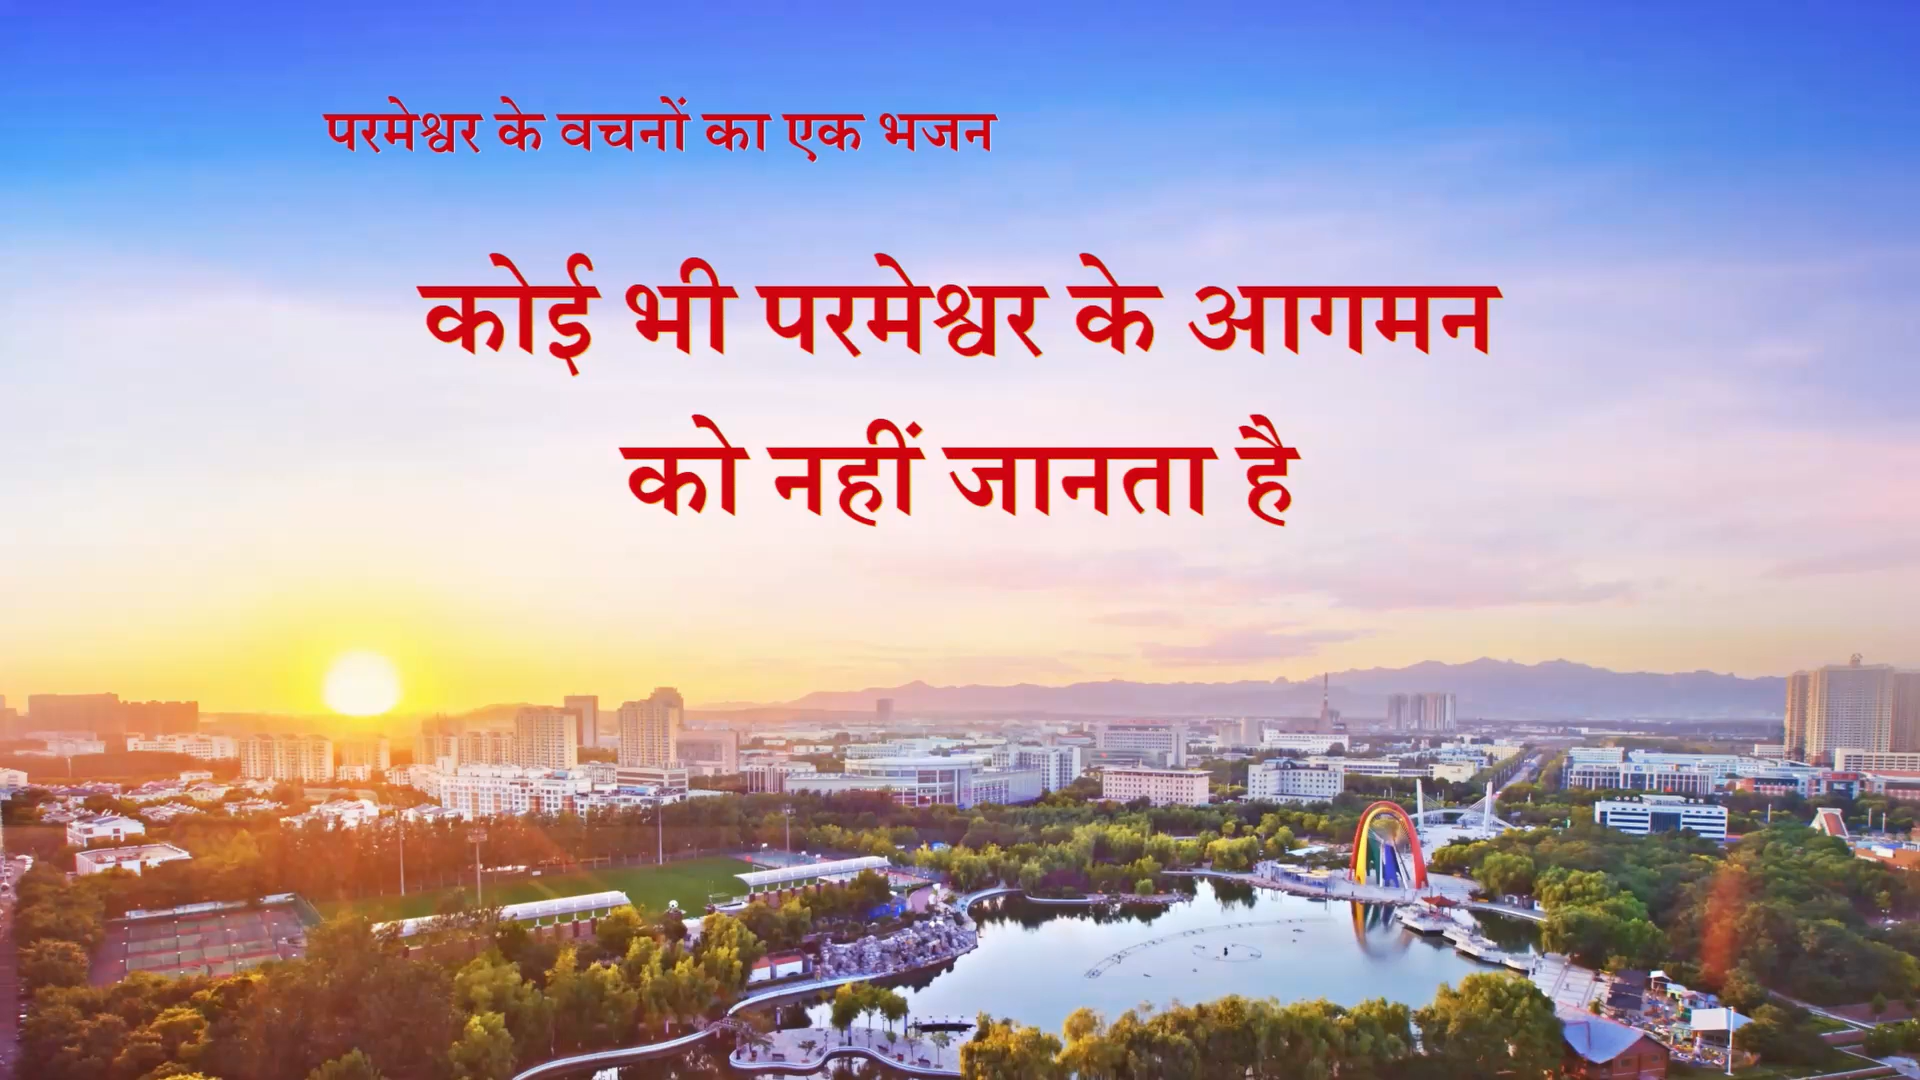 परमेश्वर के वचनों का एक भजन
कोई भी परमेश्वर के आगमन
को नहीं जानता है